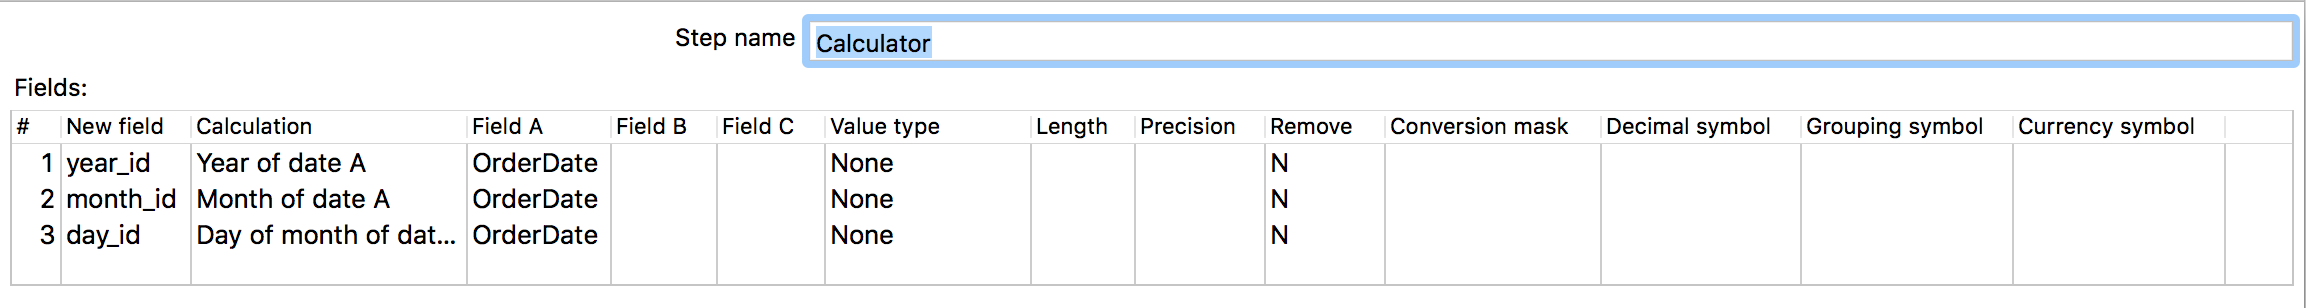 Step name Calculator
Fields:
# New field Calculation Field A Field B Field C Value type Length Precision Remove Conversion mask Decimal symbol Grouping symbol Currency symbol
1 year_id Year of date A OrderDate None N
2 month_id Month of date A OrderDate None N
3 day_id Day of month of dat... OrderDate None N